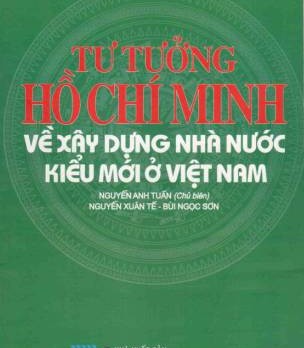 TƯ TƯỞNG
HỒ CHÍ MINH
VỀ XÂY DỰNG NHÀ NƯỚC
KIỂU MỚI Ở VIỆT NAM
NGUYỄN ANH TUẤN (Chủ biên)
NGUYỄN XUÂN TẾ - BÙI NGỌC SƠN